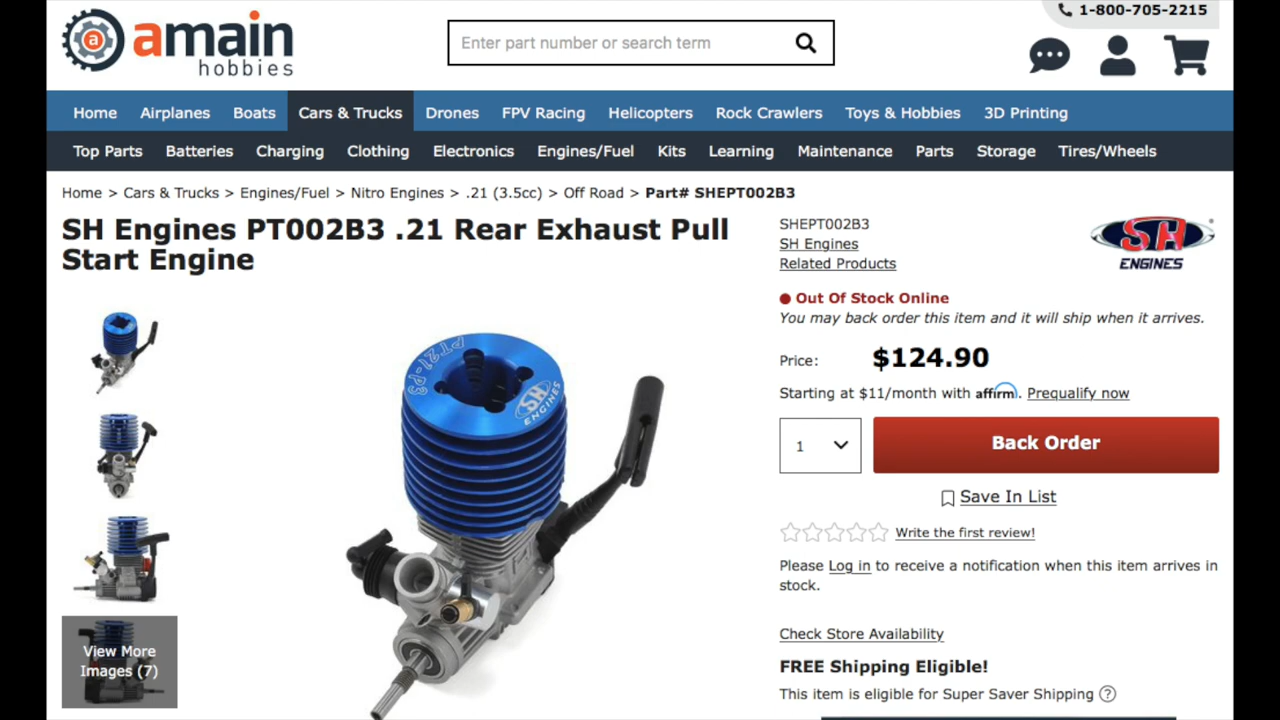 1-800-705-2215
a
amain
hobbies
Enter part number or search term
Home Airplanes Boats Cars & Trucks Drones FPV Racing Helicopters Rock Crawlers Toys & Hobbies 3D Printing
Top Parts Batteries Charging Clothing Electronics Engines/Fuel Kits Learning Maintenance Parts Storage Tires/Wheels
Home > Cars & Trucks > Engines/Fuel > Nitro Engines > .21 (3.5cc) > Off Road > Part# SHEPT002B3
SH Engines PT002B3 .21 Rear Exhaust Pull
Start Engine
SHEPT002B3
SH Engines
Related Products
SH
ENGINES
Out Of Stock Online
You may back order this item and it will ship when it arrives.
Price: $124.90
Starting at $11/month with affirm. Prequalify now
1
Back Order
Save In List
Write the first review!
Please Log in to receive a notification when this item arrives in
stock.
Check Store Availability
FREE Shipping Eligible!
This item is eligible for Super Saver Shipping ?
PT21-P3
SH
ENGINES
View More
Images (7)